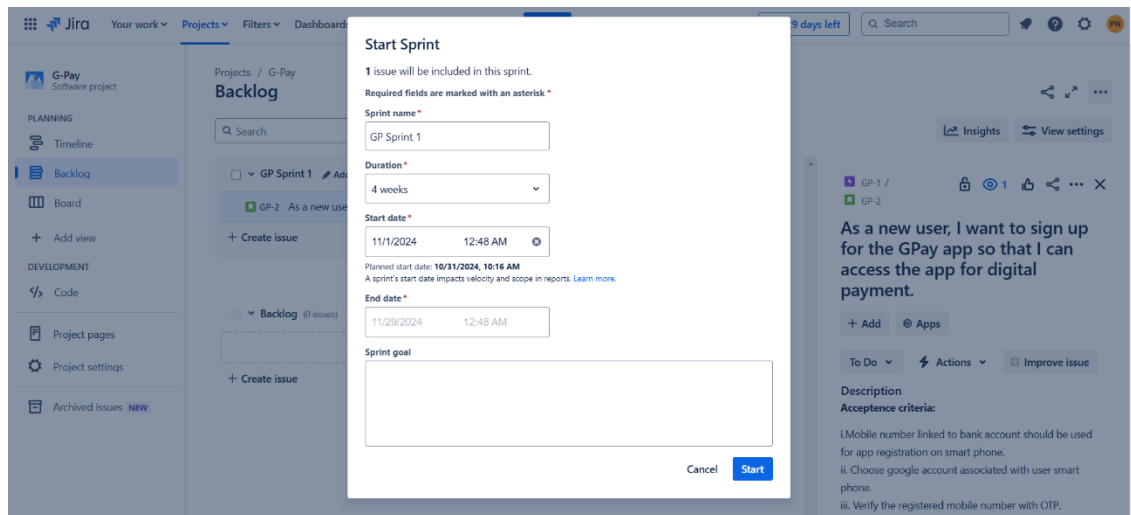 Jira
Your work
Projects
Filters
Dashboards
9 days left
Search
PN
G-Pay
Software project
PLANNING
Timeline
Backlog
Board
Add view
DEVELOPMENT
Code
Project pages
Project settings
Archived issues NEW
Projects / G-Pay
Backlog
Search
GP Sprint 1
GP-2 As a new use
+ Create issue
Backlog (0 issues)
+ Create issue
Start Sprint
1 issue will be included in this sprint.
Required fields are marked with an asterisk *
Sprint name *
GP Sprint 1
Duration *
4 weeks
Start date *
11/1/2024 12:48 AM
Planned start date: 10/31/2024, 10:16 AM
A sprint's start date impacts velocity and scope in reports. Learn more.
End date *
11/29/2024 12:48 AM
Sprint goal
Cancel
Start
Insights
View settings
GP-1 /
GP-2
1
As a new user, I want to sign up
for the GPay app so that I can
access the app for digital
payment.
+ Add
Apps
To Do
Actions
Improve issue
Description
Acceptence criteria:
i.Mobile number linked to bank account should be used
for app registration on smart phone.
ii. Choose google account associated with user smart
phone.
iii. Verify the registered mobile number with OTP.